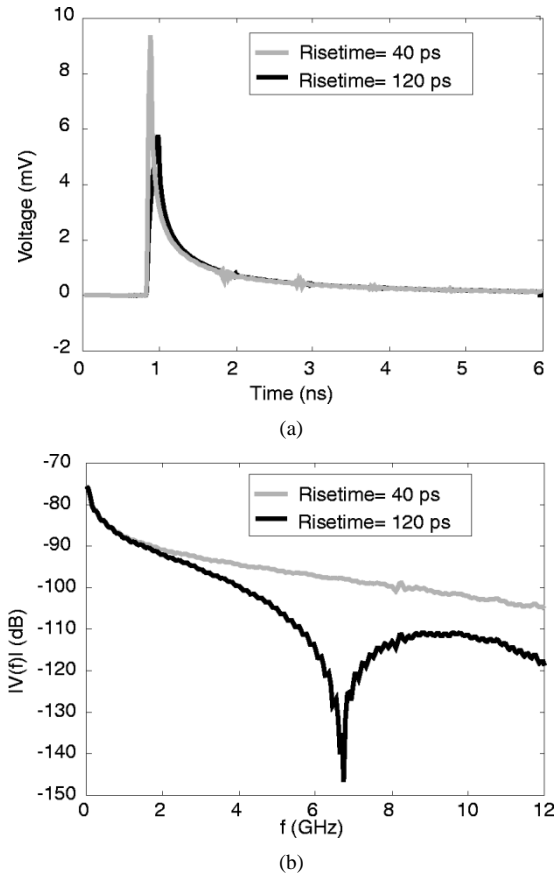 10
8
6
4
2
0
-2
Voltage (mV)
Risetime= 40 ps
Risetime= 120 ps
0 1 2 3 4 5 6
Time (ns)
(a)
-70
-80
-90
-100
-110
-120
-130
-140
-150
|V(f)| (dB)
Risetime= 40 ps
Risetime= 120 ps
0 2 4 6 8 10 12
f (GHz)
(b)